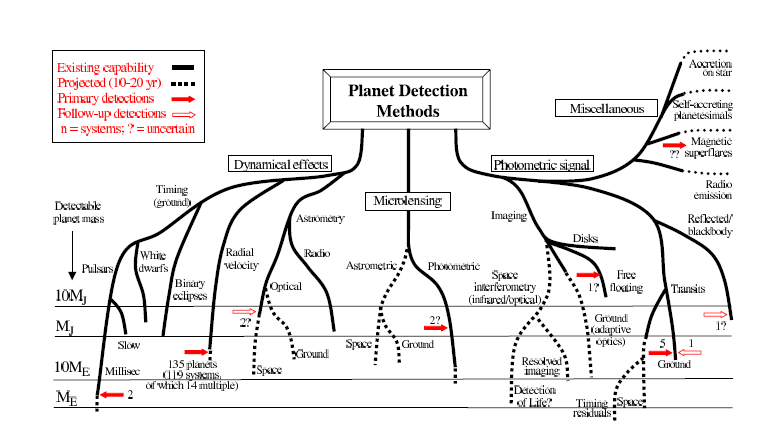 Existing capability
Projected (10-20 yr)
Primary detections
Follow-up detections
n = systems; ? = uncertain
Planet Detection
Methods
Miscellaneous
Accretion
on star
Self-accreting
planetesimals
Magnetic
superflares
??
Radio
emission
Dynamical effects
Photometric signal
Microlensing
Timing
(ground)
Detectable
planet mass
Astrometry
Imaging
Reflected/
blackbody
Disks
Pulsars
White
dwarfs
Radial
velocity
Radio
Astrometric
Photometric
Space
interferometry
(infrared/optical)
Free
floating
1?
Binary
eclipses
Optical
Transits
10MJ
MJ
10ME
ME
2?
2?
Ground
(adaptive
optics)
1?
Slow
Ground
Space
Ground
5
1
Ground
135 planets
(119 systems,
of which 14 multiple)
Millisec
Space
Resolved
imaging
2
Detection
of Life?
Timing
residuals
Space